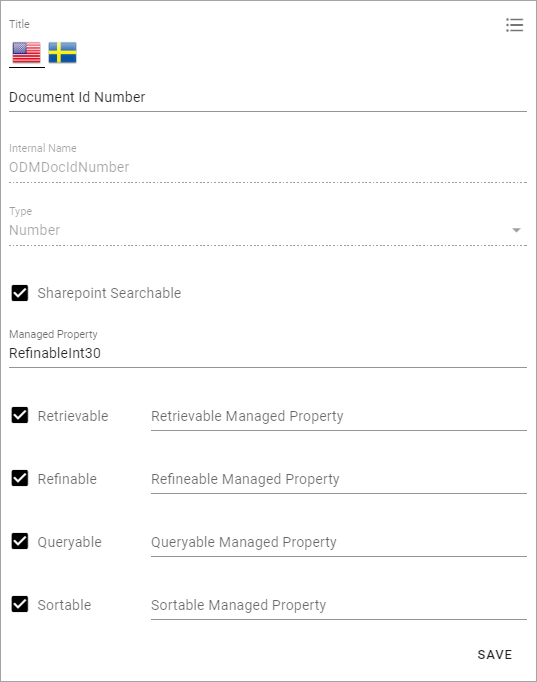 Title
Document Id Number
Internal Name
ODMDocIdNumber
Type
Number
Sharepoint Searchable
Managed Property
RefinableInt30
Retrievable Retrievable Managed Property
Refinable Refineable Managed Property
Queryable Queryable Managed Property
Sortable Sortable Managed Property
SAVE